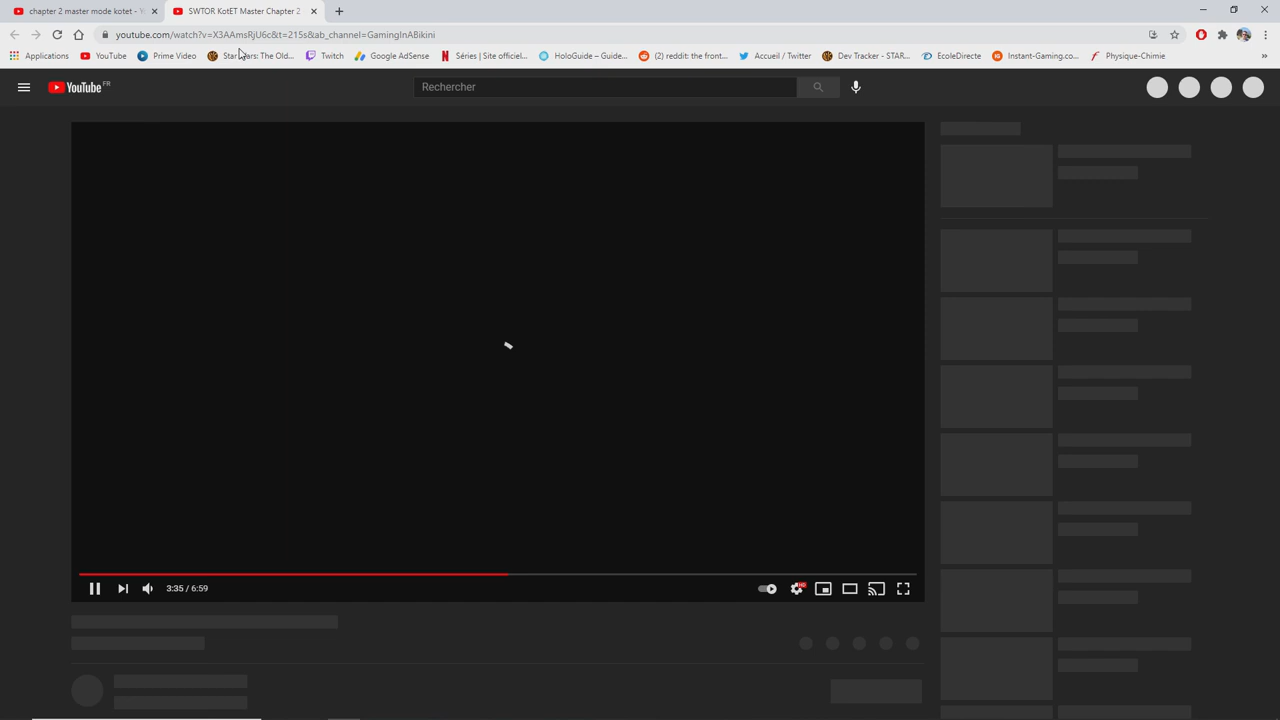 chapter 2 master mode kotet - Yo
SWTOR KotET Master Chapter 2
youtube.com/watch?v=X3AAmsRjU6c&t=215s&ab_channel=GamingInABikini
Applications
YouTube
Prime Video
Star Wars: The Old...
Twitch
Google AdSense
Séries | Site officiel...
HoloGuide – Guide...
(2) reddit: the front...
Accueil / Twitter
Dev Tracker - STAR...
EcoleDirecte
Instant-Gaming.co...
Physique-Chimie
»
YouTube FR
Rechercher
3:35 / 6:59
HD